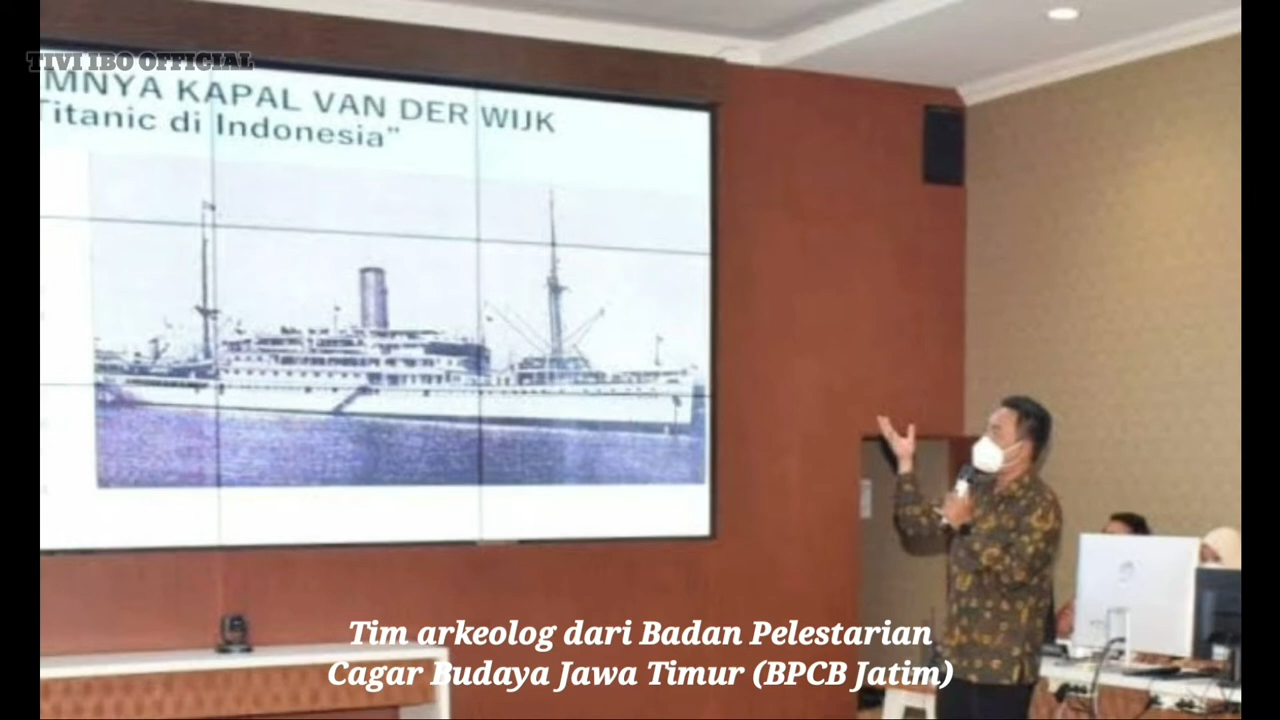 TIVI IBO OFFICIAL
MNYA KAPAL VAN DER WIJK
Titanic di Indonesia"
Tim arkeolog dari Badan Pelestarian
Cagar Budaya Jawa Timur (BPCB Jatim)